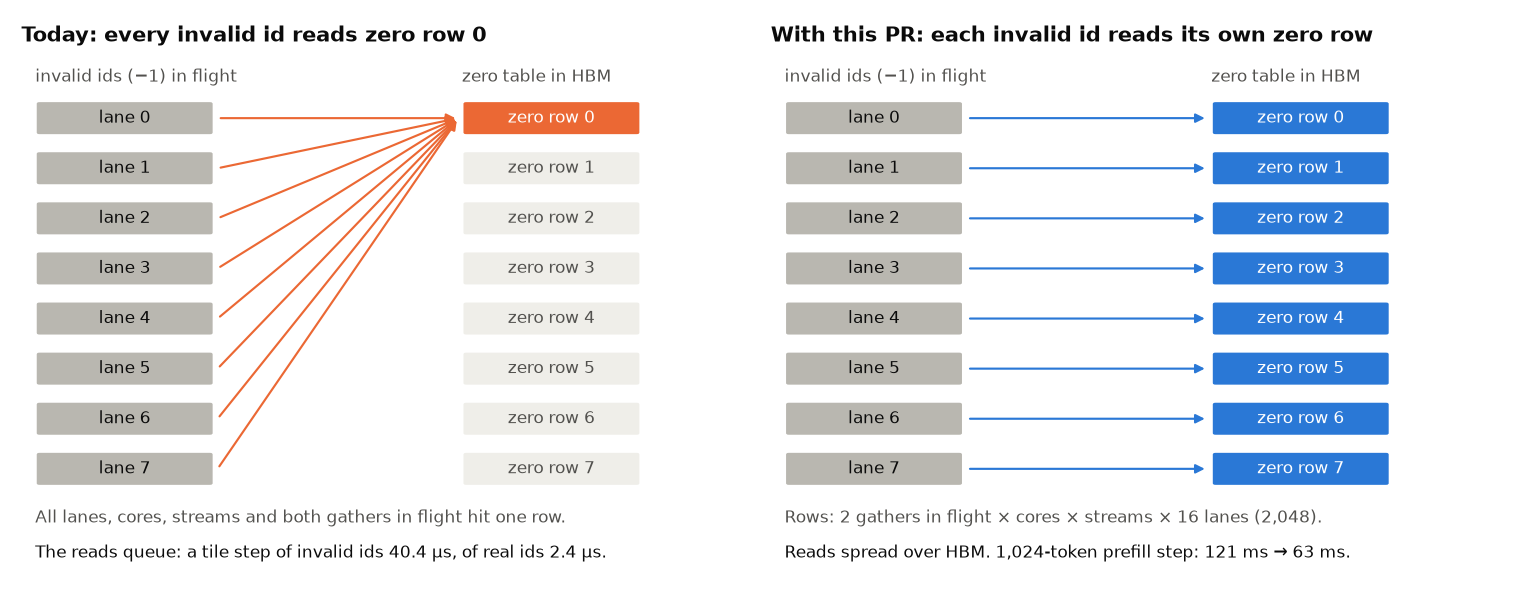 Today: every invalid id reads zero row 0
invalid ids (−1) in flight
zero table in HBM
lane 0
zero row 0
lane 1
zero row 1
lane 2
zero row 2
lane 3
zero row 3
lane 4
zero row 4
lane 5
zero row 5
lane 6
zero row 6
lane 7
zero row 7
All lanes, cores, streams and both gathers in flight hit one row.
The reads queue: a tile step of invalid ids 40.4 µs, of real ids 2.4 µs.
With this PR: each invalid id reads its own zero row
invalid ids (−1) in flight
zero table in HBM
lane 0
zero row 0
lane 1
zero row 1
lane 2
zero row 2
lane 3
zero row 3
lane 4
zero row 4
lane 5
zero row 5
lane 6
zero row 6
lane 7
zero row 7
Rows: 2 gathers in flight × cores × streams × 16 lanes (2,048).
Reads spread over HBM. 1,024-token prefill step: 121 ms → 63 ms.